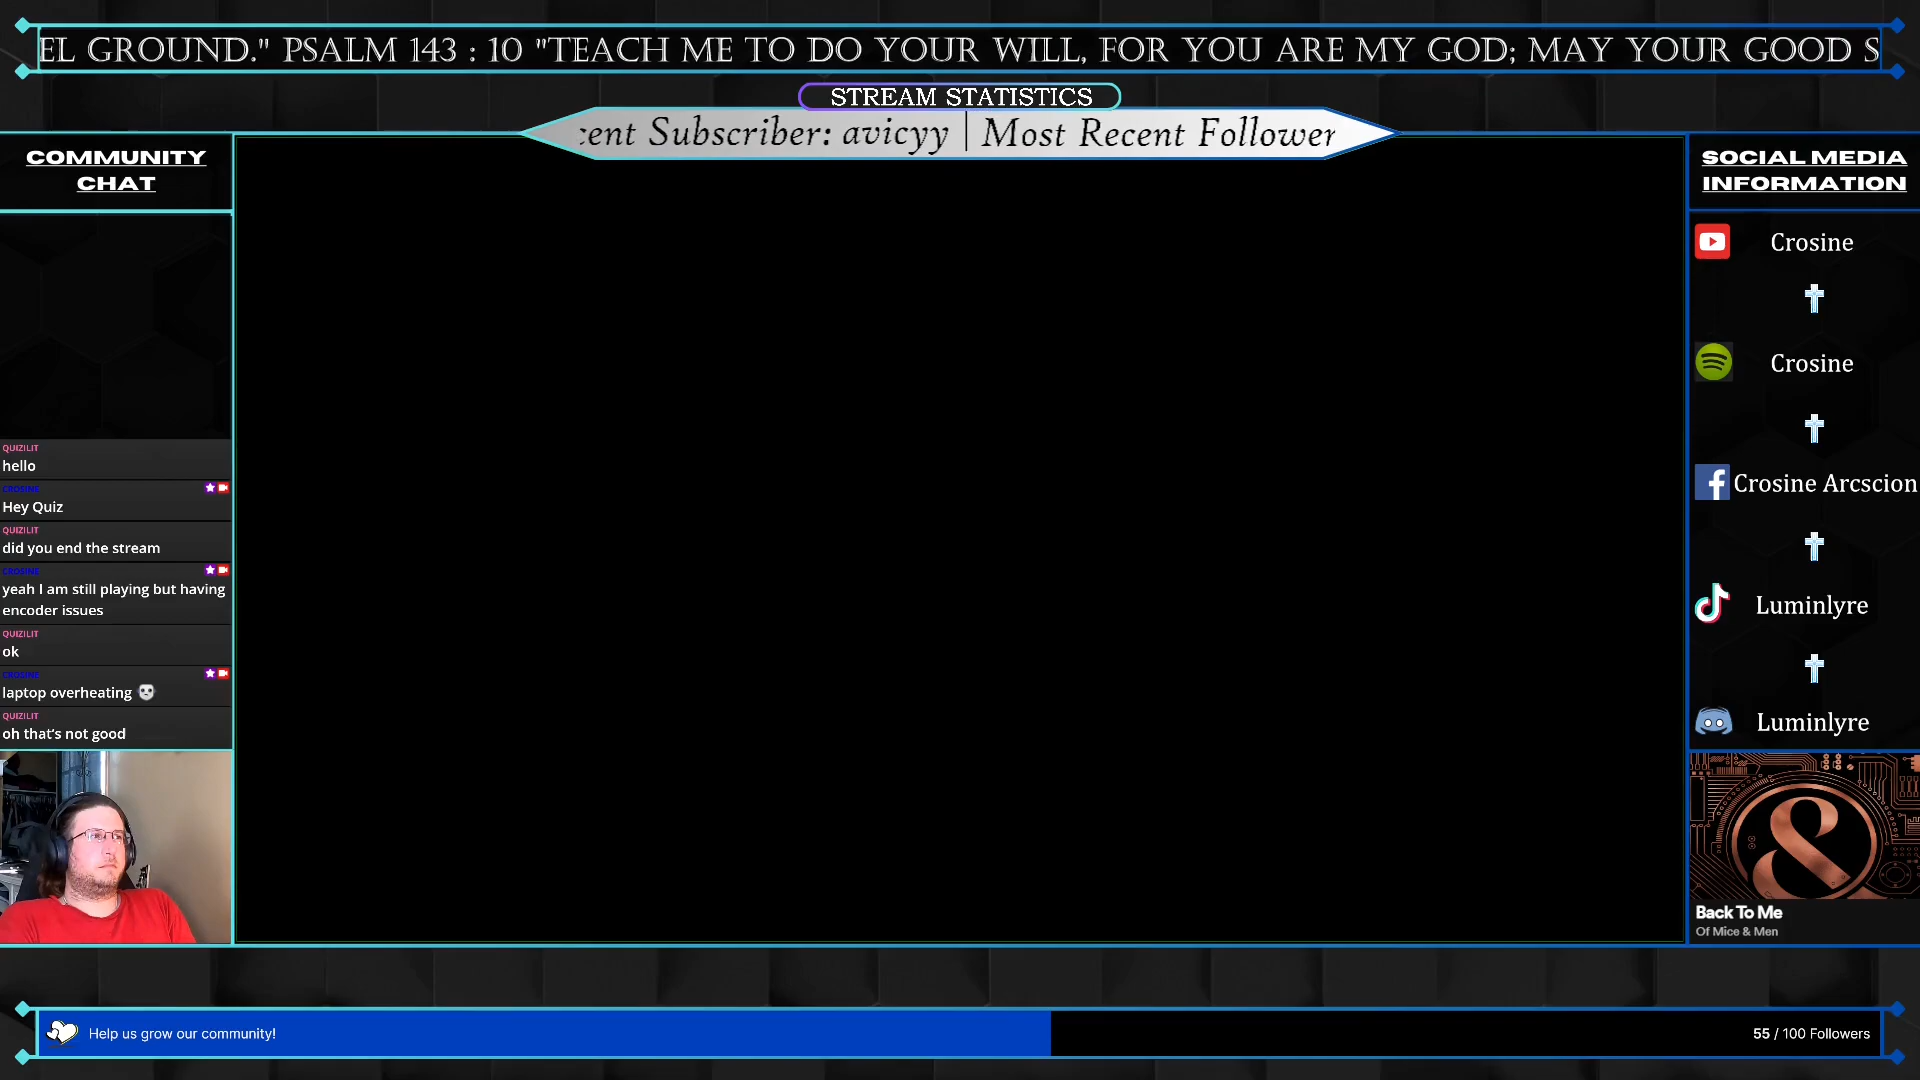 EL GROUND." PSALM 143 : 10 "TEACH ME TO DO YOUR WILL, FOR YOU ARE MY GOD; MAY YOUR GOOD S
STREAM STATISTICS
cent Subscriber: avicyy | Most Recent Follower
COMMUNITY
CHAT
QUIZILIT
hello
CROSINE
Hey Quiz
QUIZILIT
did you end the stream
CROSINE
yeah I am still playing but having
encoder issues
QUIZILIT
ok
CROSINE
laptop overheating
QUIZILIT
oh that's not good
SOCIAL MEDIA
INFORMATION
Crosine
Crosine
Crosine Arcscion
Luminlyre
Luminlyre
&
Back To Me
Of Mice & Men
Help us grow our community!
55 / 100 Followers